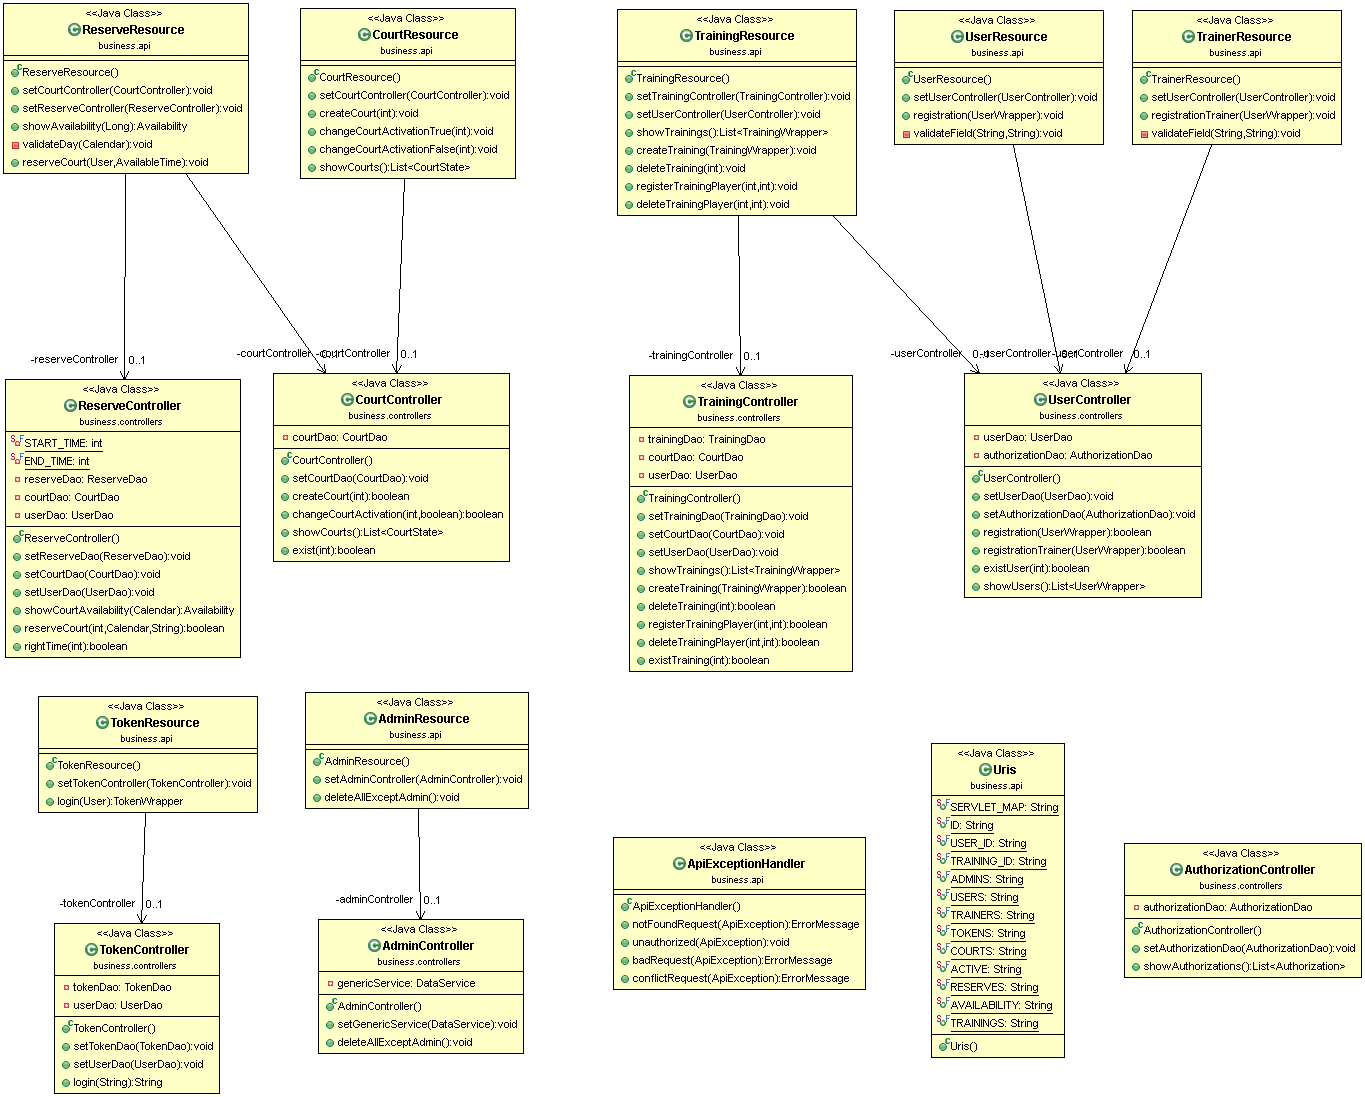 <<Java Class>>
ReserveResource
business.api
ReserveResource()
setCourtController(CourtController):void
setReserveController(ReserveController):void
showAvailability(Long):Availability
validateDay(Calendar):void
reserveCourt(User,AvailableTime):void
<<Java Class>>
CourtResource
business.api
CourtResource()
setCourtController(CourtController):void
createCourt(int):void
changeCourtActivationTrue(int):void
changeCourtActivationFalse(int):void
showCourts():List<CourtState>
<<Java Class>>
TrainingResource
business.api
TrainingResource()
setTrainingController(TrainingController):void
setUserController(UserController):void
showTrainings():List<TrainingWrapper>
createTraining(TrainingWrapper):void
deleteTraining(int):void
registerTrainingPlayer(int,int):void
deleteTrainingPlayer(int,int):void
<<Java Class>>
UserResource
business.api
UserResource()
setUserController(UserController):void
registration(UserWrapper):void
validateField(String,String):void
<<Java Class>>
TrainerResource
business.api
TrainerResource()
setUserController(UserController):void
registrationTrainer(UserWrapper):void
validateField(String,String):void
-reserveController 0..1
-courtController
-courtController 0..1
-trainingController 0..1
-userController 0..1
-userController 0..1
-userController 0..1
<<Java Class>>
ReserveController
business.controllers
START_TIME: int
END_TIME: int
reserveDao: ReserveDao
courtDao: CourtDao
userDao: UserDao
ReserveController()
setReserveDao(ReserveDao):void
setCourtDao(CourtDao):void
setUserDao(UserDao):void
showCourtAvailability(Calendar):Availability
reserveCourt(int,Calendar,String):boolean
rightTime(int):boolean
<<Java Class>>
CourtController
business.controllers
courtDao: CourtDao
CourtController()
setCourtDao(CourtDao):void
createCourt(int):boolean
changeCourtActivation(int,boolean):boolean
showCourts():List<CourtState>
exist(int):boolean
<<Java Class>>
TrainingController
business.controllers
trainingDao: TrainingDao
courtDao: CourtDao
userDao: UserDao
TrainingController()
setTrainingDao(TrainingDao):void
setCourtDao(CourtDao):void
setUserDao(UserDao):void
showTrainings():List<TrainingWrapper>
createTraining(TrainingWrapper):boolean
deleteTraining(int):boolean
registerTrainingPlayer(int,int):boolean
deleteTrainingPlayer(int,int):boolean
existTraining(int):boolean
<<Java Class>>
UserController
business.controllers
userDao: UserDao
authorizationDao: AuthorizationDao
UserController()
setUserDao(UserDao):void
setAuthorizationDao(AuthorizationDao):void
registration(UserWrapper):boolean
registrationTrainer(UserWrapper):boolean
existUser(int):boolean
showUsers():List<UserWrapper>
<<Java Class>>
TokenResource
business.api
TokenResource()
setTokenController(TokenController):void
login(User):TokenWrapper
<<Java Class>>
AdminResource
business.api
AdminResource()
setAdminController(AdminController):void
deleteAllExceptAdmin():void
-tokenController 0..1
-adminController 0..1
<<Java Class>>
TokenController
business.controllers
tokenDao: TokenDao
userDao: UserDao
TokenController()
setTokenDao(TokenDao):void
setUserDao(UserDao):void
login(String):String
<<Java Class>>
AdminController
business.controllers
genericService: DataService
AdminController()
setGenericService(DataService):void
deleteAllExceptAdmin():void
<<Java Class>>
ApiExceptionHandler
business.api
ApiExceptionHandler()
notFoundRequest(ApiException):ErrorMessage
unauthorized(ApiException):void
badRequest(ApiException):ErrorMessage
conflictRequest(ApiException):ErrorMessage
<<Java Class>>
Uris
business.api
SERVLET_MAP: String
ID: String
USER_ID: String
TRAINING_ID: String
ADMINS: String
USERS: String
TRAINERS: String
TOKENS: String
COURTS: String
ACTIVE: String
RESERVES: String
AVAILABILITY: String
TRAININGS: String
Uris()
<<Java Class>>
AuthorizationController
business.controllers
authorizationDao: AuthorizationDao
AuthorizationController()
setAuthorizationDao(AuthorizationDao):void
showAuthorizations():List<Authorization>